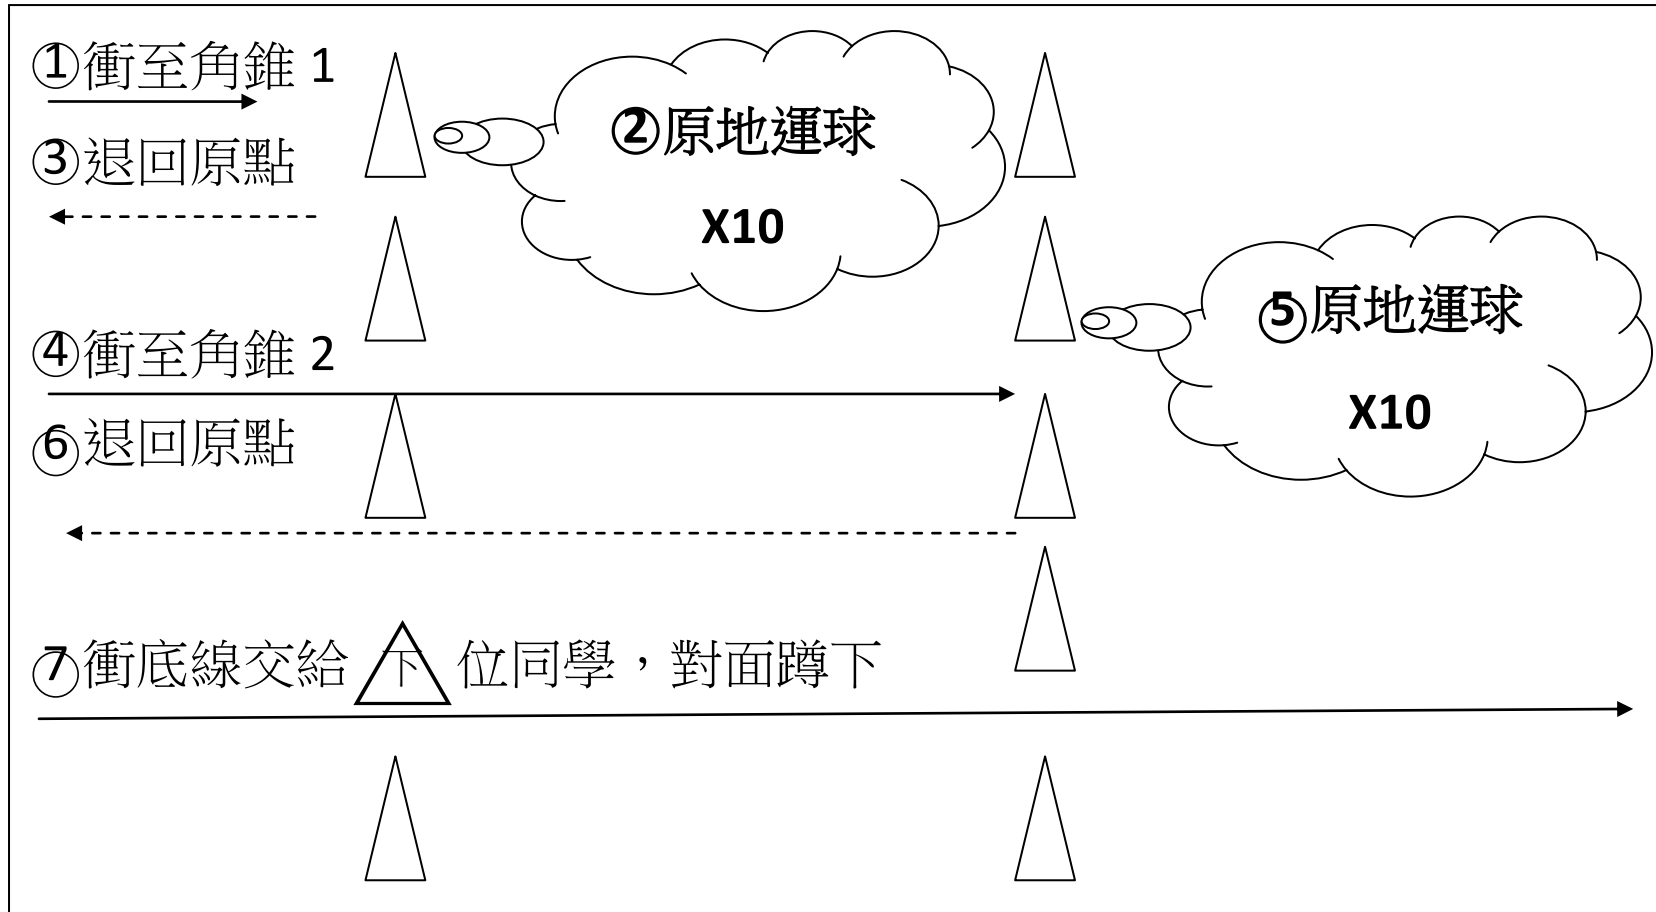 ①衝至角錐 1
②原地運球
X10
③退回原點
④衝至角錐 2
⑤原地運球
X10
⑥退回原點
⑦衝底線交給下位同學，對面蹲下